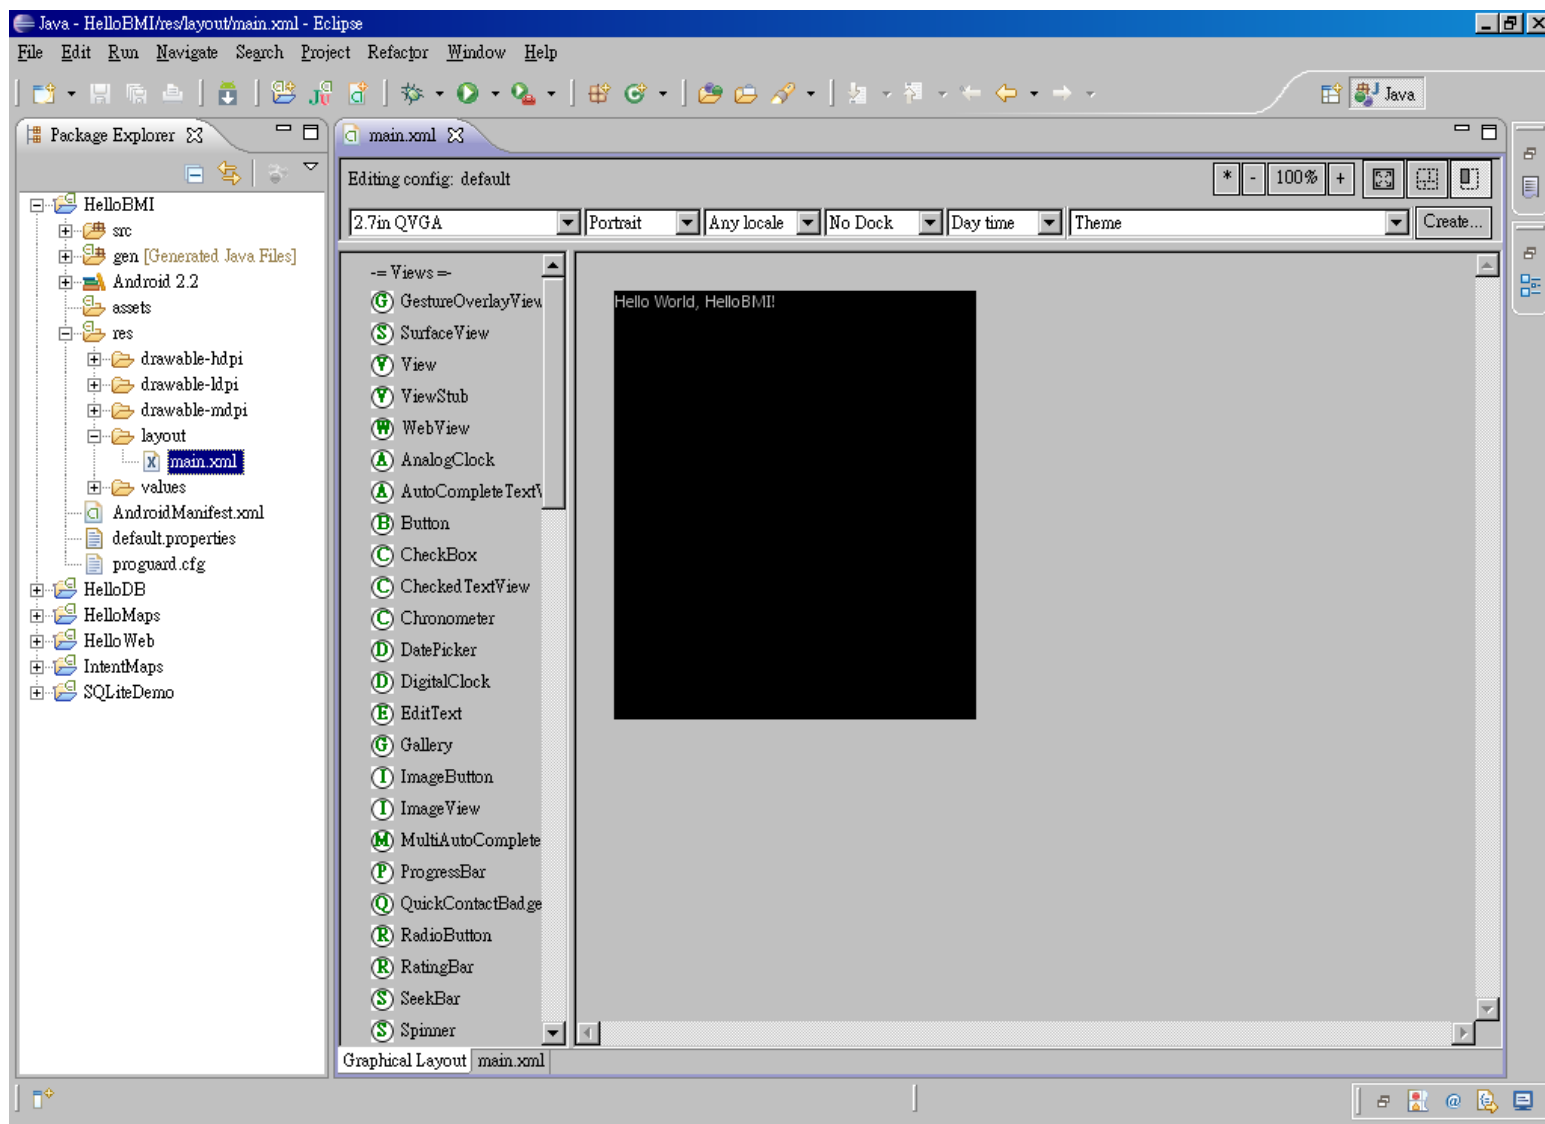 Java - HelloBMI/res/layout/main.xml - Eclipse
File Edit Run Navigate Search Project Refactor Window Help
Java
Package Explorer
main.xml
Editing config: default
* - 100% +
2.7in QVGA Portrait Any locale No Dock Day time Theme Create...
HelloBMI
src
gen [Generated Java Files]
Android 2.2
assets
res
drawable-hdpi
drawable-ldpi
drawable-mdpi
layout
main.xml
values
AndroidManifest.xml
default.properties
proguard.cfg
HelloDB
HelloMaps
HelloWeb
IntentMaps
SQLiteDemo
-= Views =-
G GestureOverlayView
S SurfaceView
V View
V ViewStub
W WebView
A AnalogClock
A AutoCompleteTextV
B Button
C CheckBox
C CheckedTextView
C Chronometer
D DatePicker
D DigitalClock
E EditText
G Gallery
I ImageButton
I ImageView
M MultiAutoComplete
P ProgressBar
Q QuickContactBadge
R RadioButton
R RatingBar
S SeekBar
S Spinner
Hello World, HelloBMI!
Graphical Layout main.xml